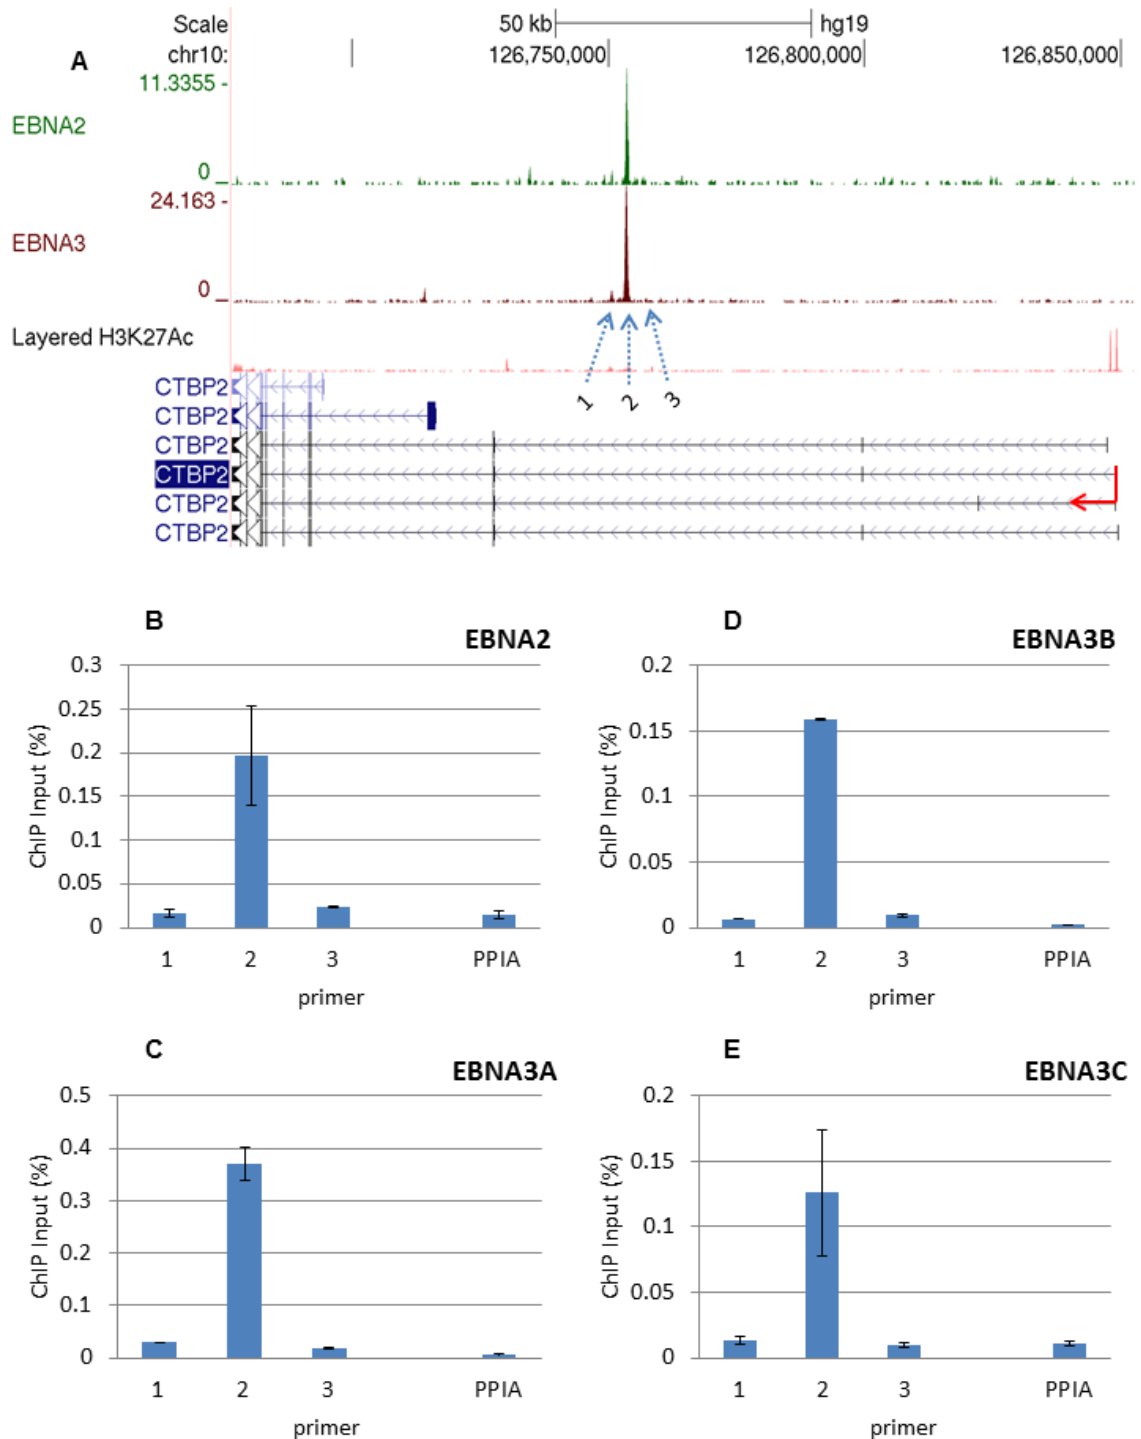 Scale 50 kb hg19
chr10: 126,750,000 126,800,000 126,850,000
A
11.3355 -
EBNA2
0
24.163 -
EBNA3
0
Layered H3K27Ac
1 2 3
CTBP2
CTBP2
CTBP2
CTBP2
CTBP2
CTBP2
B
EBNA2
0.3
0.25
0.2
0.15
0.1
0.05
0
ChIP Input (%)
1 2 3 PPIA
primer
D
EBNA3B
0.2
0.15
0.1
0.05
0
ChIP Input (%)
1 2 3 PPIA
primer
C
EBNA3A
0.5
0.4
0.3
0.2
0.1
0
ChIP Input (%)
1 2 3 PPIA
primer
E
EBNA3C
0.2
0.15
0.1
0.05
0
ChIP Input (%)
1 2 3 PPIA
primer